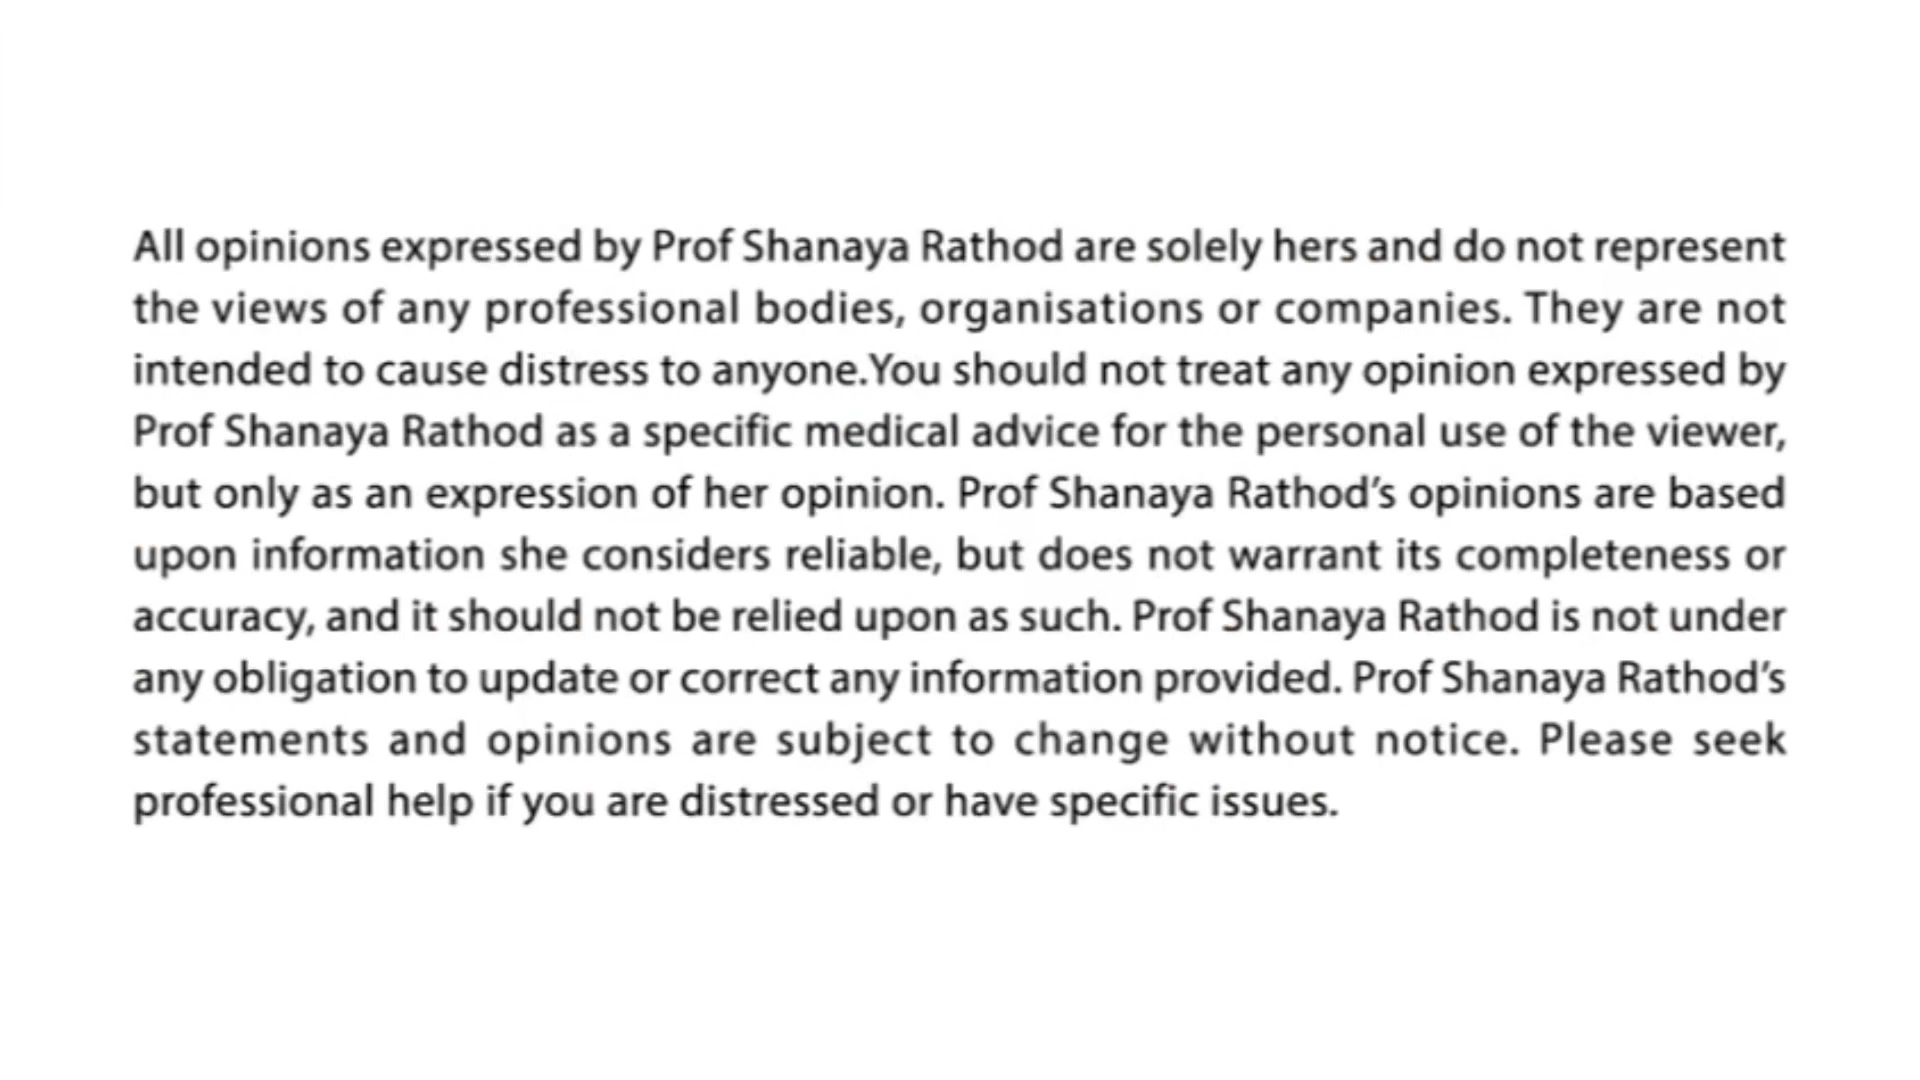 All opinions expressed by Prof Shanaya Rathod are solely hers and do not represent
the views of any professional bodies, organisations or companies. They are not
intended to cause distress to anyone.You should not treat any opinion expressed by
Prof Shanaya Rathod as a specific medical advice for the personal use of the viewer,
but only as an expression of her opinion. Prof Shanaya Rathod’s opinions are based
upon information she considers reliable, but does not warrant its completeness or
accuracy, and it should not be relied upon as such. Prof Shanaya Rathod is not under
any obligation to update or correct any information provided. Prof Shanaya Rathod’s
statements and opinions are subject to change without notice. Please seek
professional help if you are distressed or have specific issues.